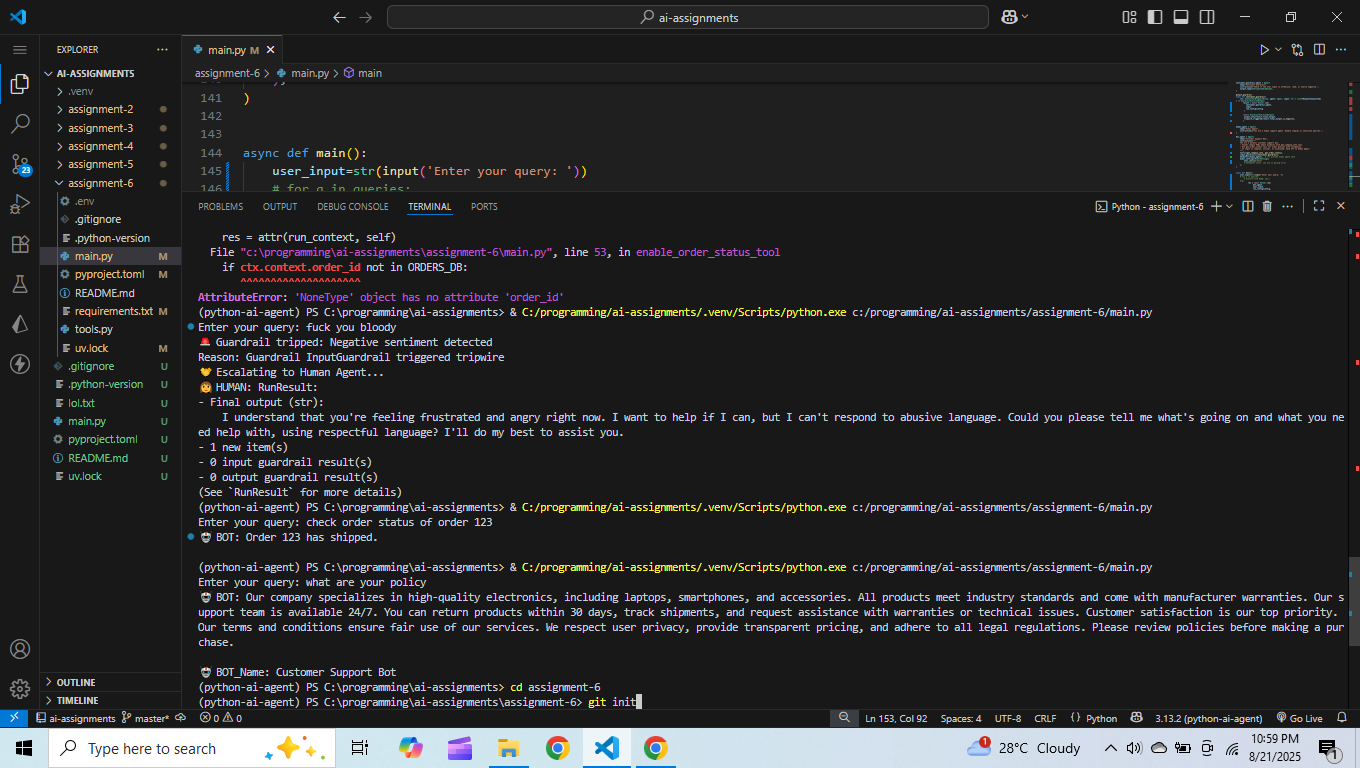 ai-assignments
EXPLORER
main.py M
AI-ASSIGNMENTS
.venv
assignment-2
assignment-3
assignment-4
assignment-5
assignment-6
.env
.gitignore
.python-version
main.py M
pyproject.toml M
README.md
requirements.txt M
tools.py
uv.lock M
.gitignore U
.python-version U
lol.txt U
main.py U
pyproject.toml U
README.md U
uv.lock U
OUTLINE
TIMELINE
23
assignment-6 > main.py > main
141 )
142
143
144 async def main():
145 user_input=str(input('Enter your query: '))
146 # for q in queries:
PROBLEMS OUTPUT DEBUG CONSOLE TERMINAL PORTS
Python - assignment-6
res = attr(run_context, self)
File "c:\programming\ai-assignments\assignment-6\main.py", line 53, in enable_order_status_tool
if ctx.context.order_id not in ORDERS_DB:
^^^^^^^^^^^^^^^^^^^^
AttributeError: 'NoneType' object has no attribute 'order_id'
(python-ai-agent) PS C:\programming\ai-assignments> & C:/programming/ai-assignments/.venv/Scripts/python.exe c:/programming/ai-assignments/assignment-6/main.py
Enter your query: fuck you bloody
🚨 Guardrail tripped: Negative sentiment detected
Reason: Guardrail InputGuardrail triggered tripwire
Escalating to Human Agent...
HUMAN: RunResult:
- Final output (str):
I understand that you're feeling frustrated and angry right now. I want to help if I can, but I can't respond to abusive language. Could you please tell me what's going on and what you ne
ed help with, using respectful language? I'll do my best to assist you.
- 1 new item(s)
- 0 input guardrail result(s)
- 0 output guardrail result(s)
(See `RunResult` for more details)
(python-ai-agent) PS C:\programming\ai-assignments> & C:/programming/ai-assignments/.venv/Scripts/python.exe c:/programming/ai-assignments/assignment-6/main.py
Enter your query: check order status of order 123
BOT: Order 123 has shipped.
(python-ai-agent) PS C:\programming\ai-assignments> & C:/programming/ai-assignments/.venv/Scripts/python.exe c:/programming/ai-assignments/assignment-6/main.py
Enter your query: what are your policy
BOT: Our company specializes in high-quality electronics, including laptops, smartphones, and accessories. All products meet industry standards and come with manufacturer warranties. Our s
upport team is available 24/7. You can return products within 30 days, track shipments, and request assistance with warranties or technical issues. Customer satisfaction is our top priority.
Our terms and conditions ensure fair use of our services. We respect user privacy, provide transparent pricing, and adhere to all legal regulations. Please review policies before making a pur
chase.
BOT_Name: Customer Support Bot
(python-ai-agent) PS C:\programming\ai-assignments> cd assignment-6
(python-ai-agent) PS C:\programming\ai-assignments\assignment-6> git init
ai-assignments master* 0 0 Ln 153, Col 92 Spaces: 4 UTF-8 CRLF {} Python 3.13.2 (python-ai-agent) Go Live
Type here to search
1
28°C Cloudy
10:59 PM
8/21/2025
1